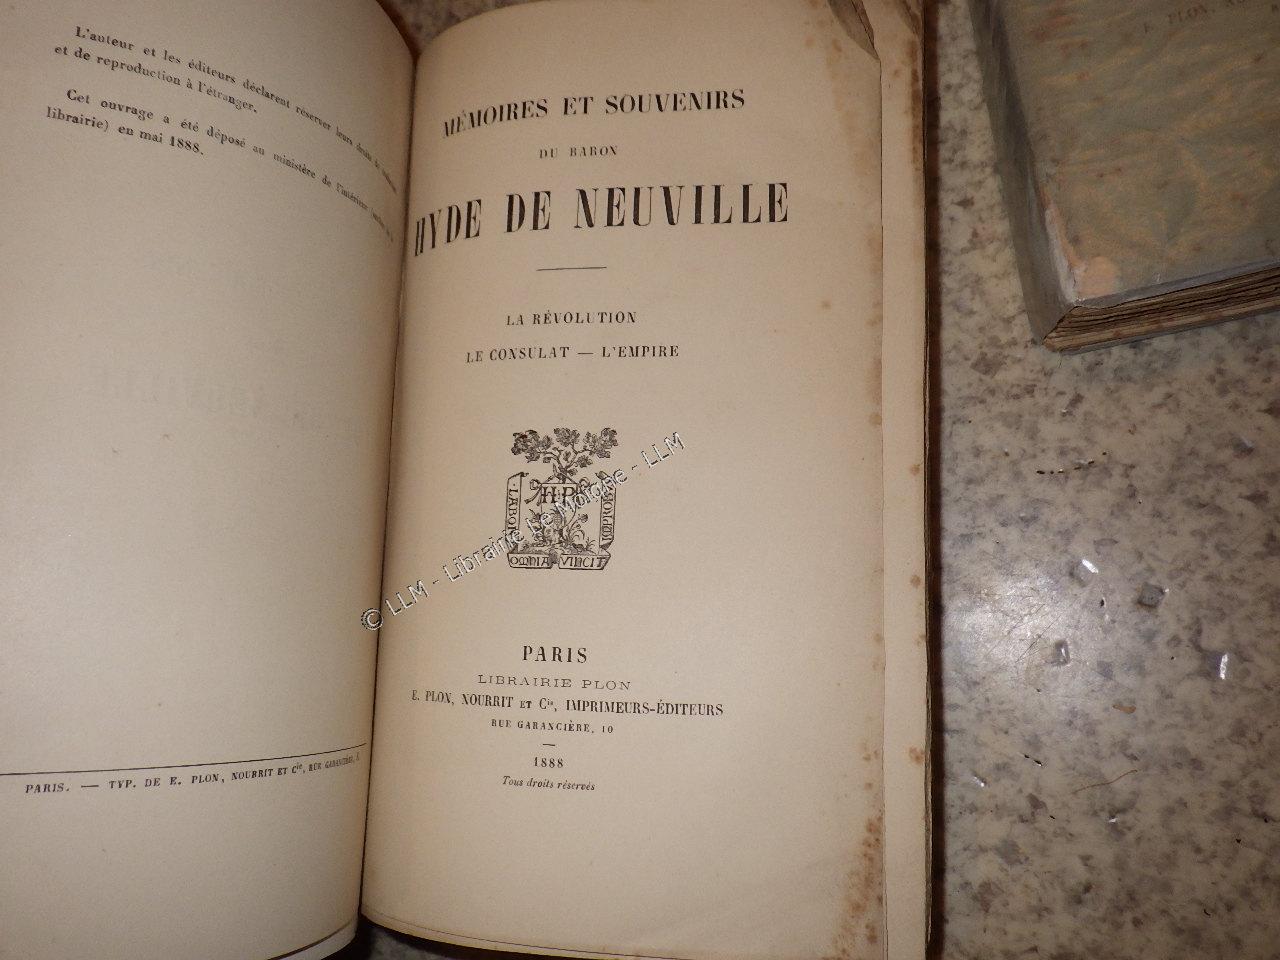 L'auteur et les éditeurs déclarent réserver leurs droits de
et de reproduction à l'étranger.
Cet ouvrage a été déposé au ministère de l'intérieur
librairie) en mai 1888.
PARIS. — TYP. DE E. PLON, NOURRIT ET Cie, RUE GARANCIÈRE,
MÉMOIRES ET SOUVENIRS
DU BARON
HYDE DE NEUVILLE
LA RÉVOLUTION
LE CONSULAT — L'EMPIRE
LABOR
H·P
IMPROB
OMNIA VINCIT
© LLM - Librairie Le Moigne - LLM
PARIS
LIBRAIRIE PLON
E. PLON, NOURRIT ET Cie, IMPRIMEURS-ÉDITEURS
RUE GARANCIÈRE, 10
1888
Tous droits réservés
E. PLON,